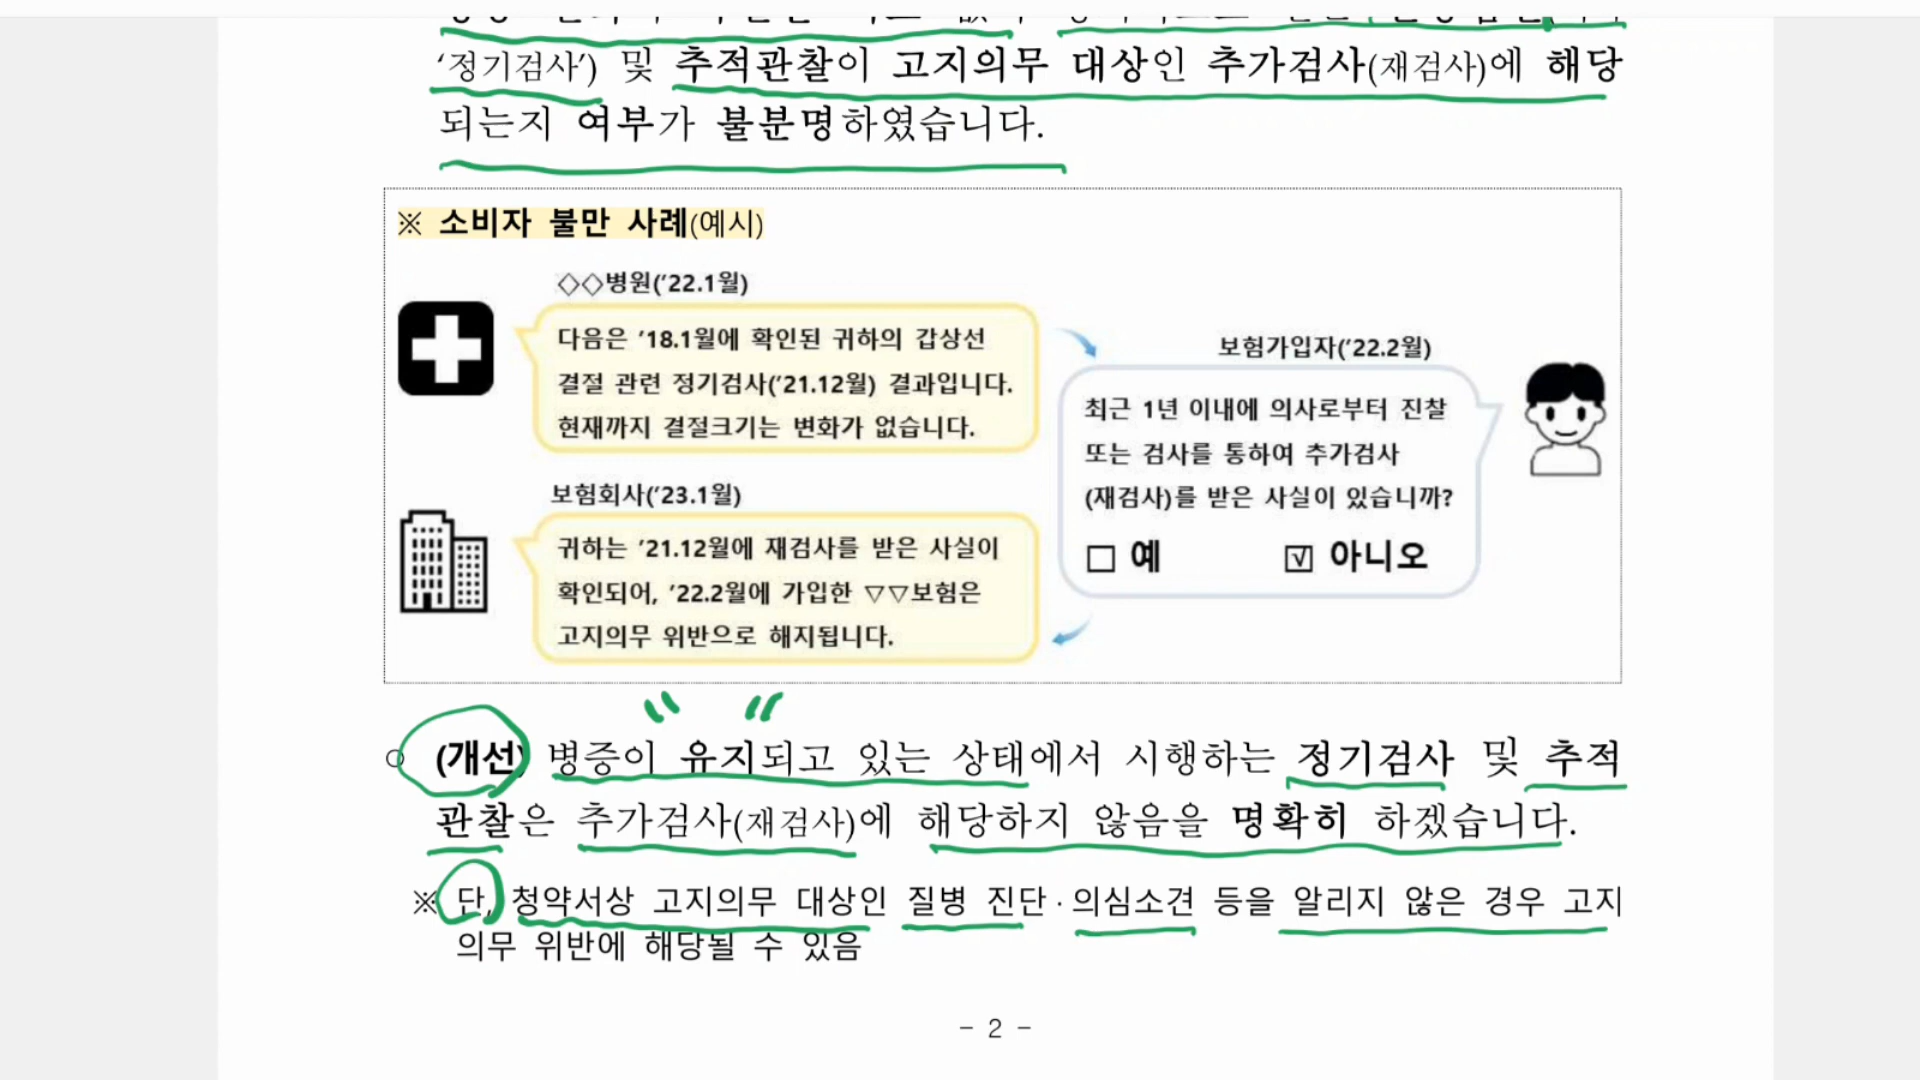 ‘정기검사’) 및 추적관찰이 고지의무 대상인 추가검사(재검사)에 해당
되는지 여부가 불분명하였습니다.
※ 소비자 불만 사례(예시)
◇◇병원(’22.1월)
다음은 ’18.1월에 확인된 귀하의 갑상선
결절 관련 정기검사(’21.12월) 결과입니다.
현재까지 결절크기는 변화가 없습니다.
보험가입자(’22.2월)
최근 1년 이내에 의사로부터 진찰
또는 검사를 통하여 추가검사
(재검사)를 받은 사실이 있습니까?
□ 예 ☑ 아니오
보험회사(’23.1월)
귀하는 ’21.12월에 재검사를 받은 사실이
확인되어, ’22.2월에 가입한 ▽▽보험은
고지의무 위반으로 해지됩니다.
○ (개선) 병증이 유지되고 있는 상태에서 시행하는 정기검사 및 추적
관찰은 추가검사(재검사)에 해당하지 않음을 명확히 하겠습니다.
※ 단, 청약서상 고지의무 대상인 질병 진단·의심소견 등을 알리지 않은 경우 고지
의무 위반에 해당될 수 있음
- 2 -